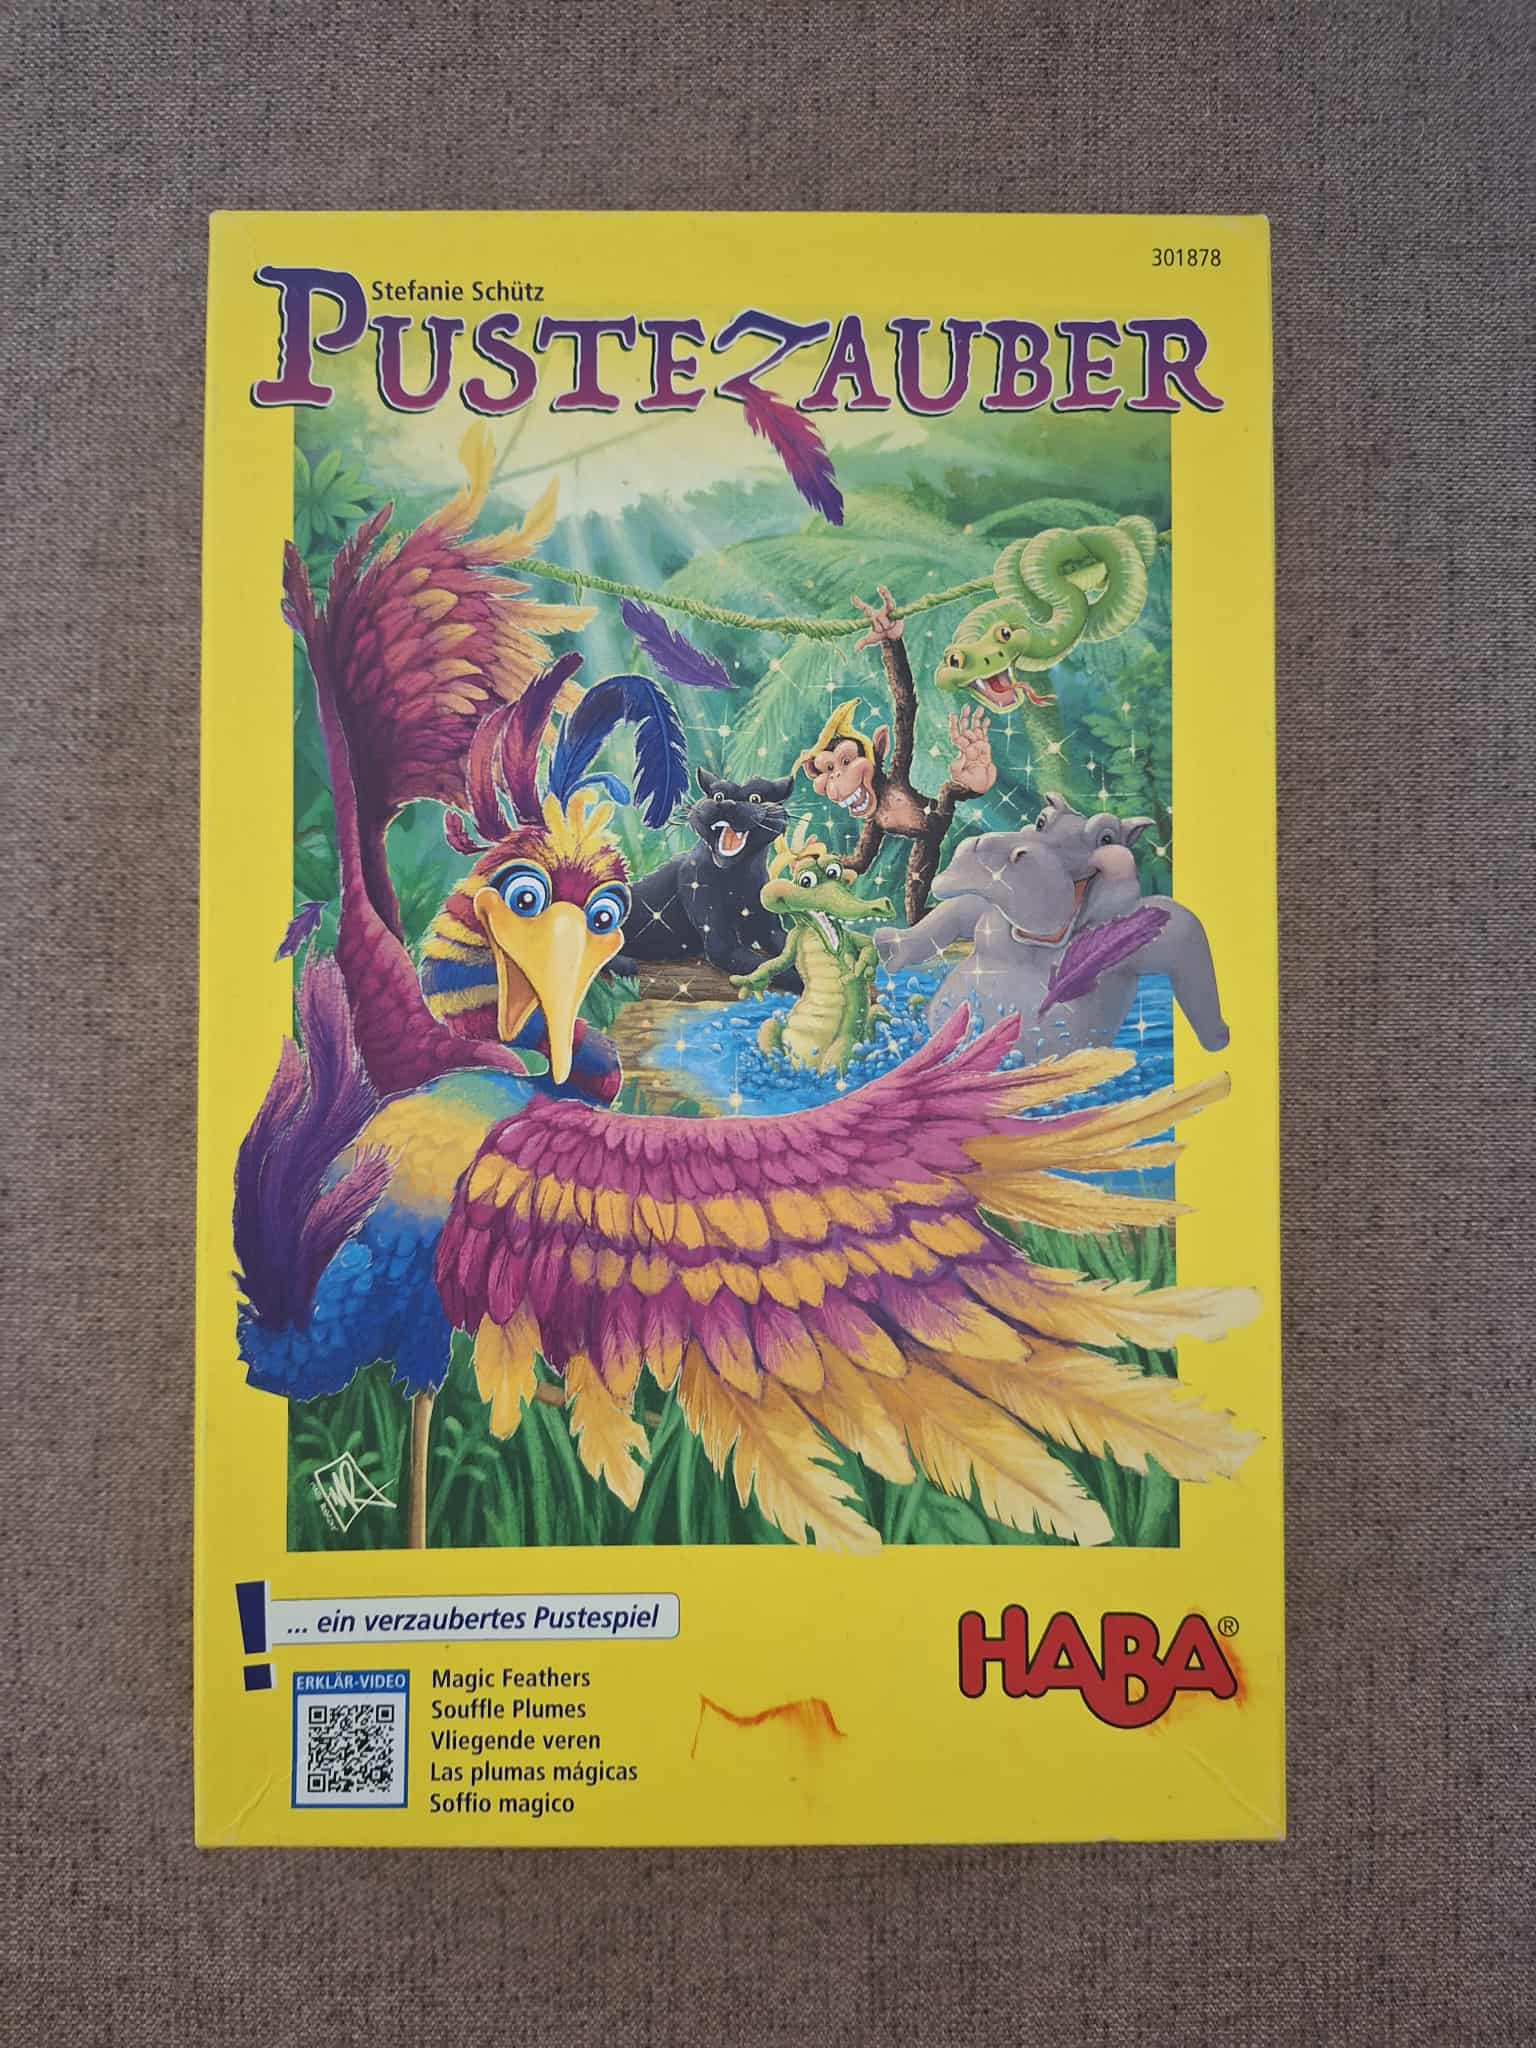 301878
Stefanie Schütz
PUSTEZAUBER
... ein verzaubertes Pustespiel
HABA®
ERKLÄR-VIDEO
Magic Feathers
Souffle Plumes
Vliegende veren
Las plumas mágicas
Soffio magico